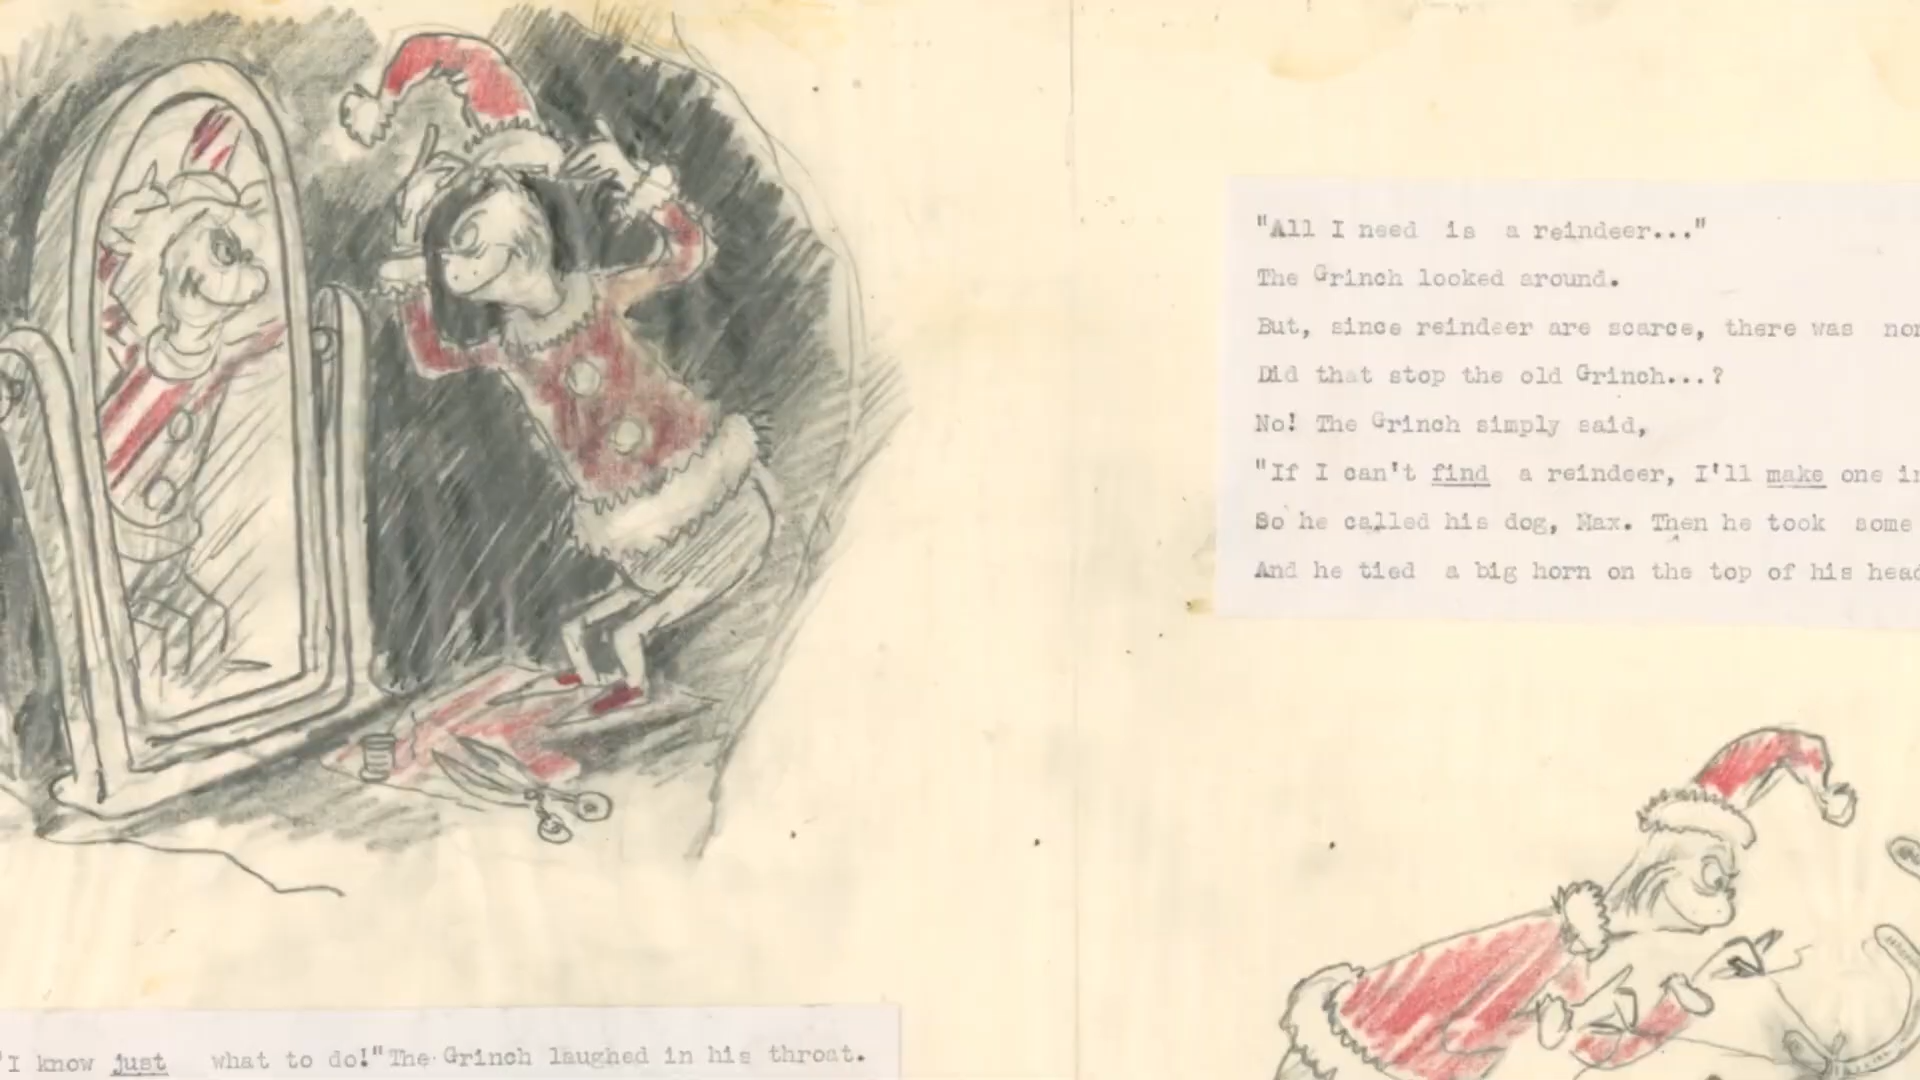 "I know just what to do!" The Grinch laughed in his throat.
"All I need is a reindeer..."
The Grinch looked around.
But, since reindeer are scarce, there was
Did that stop the old Grinch...?
No! The Grinch simply said,
"If I can't find a reindeer, I'll make one
So he called his dog, Max. Then he took some
And he tied a big horn on the top of his